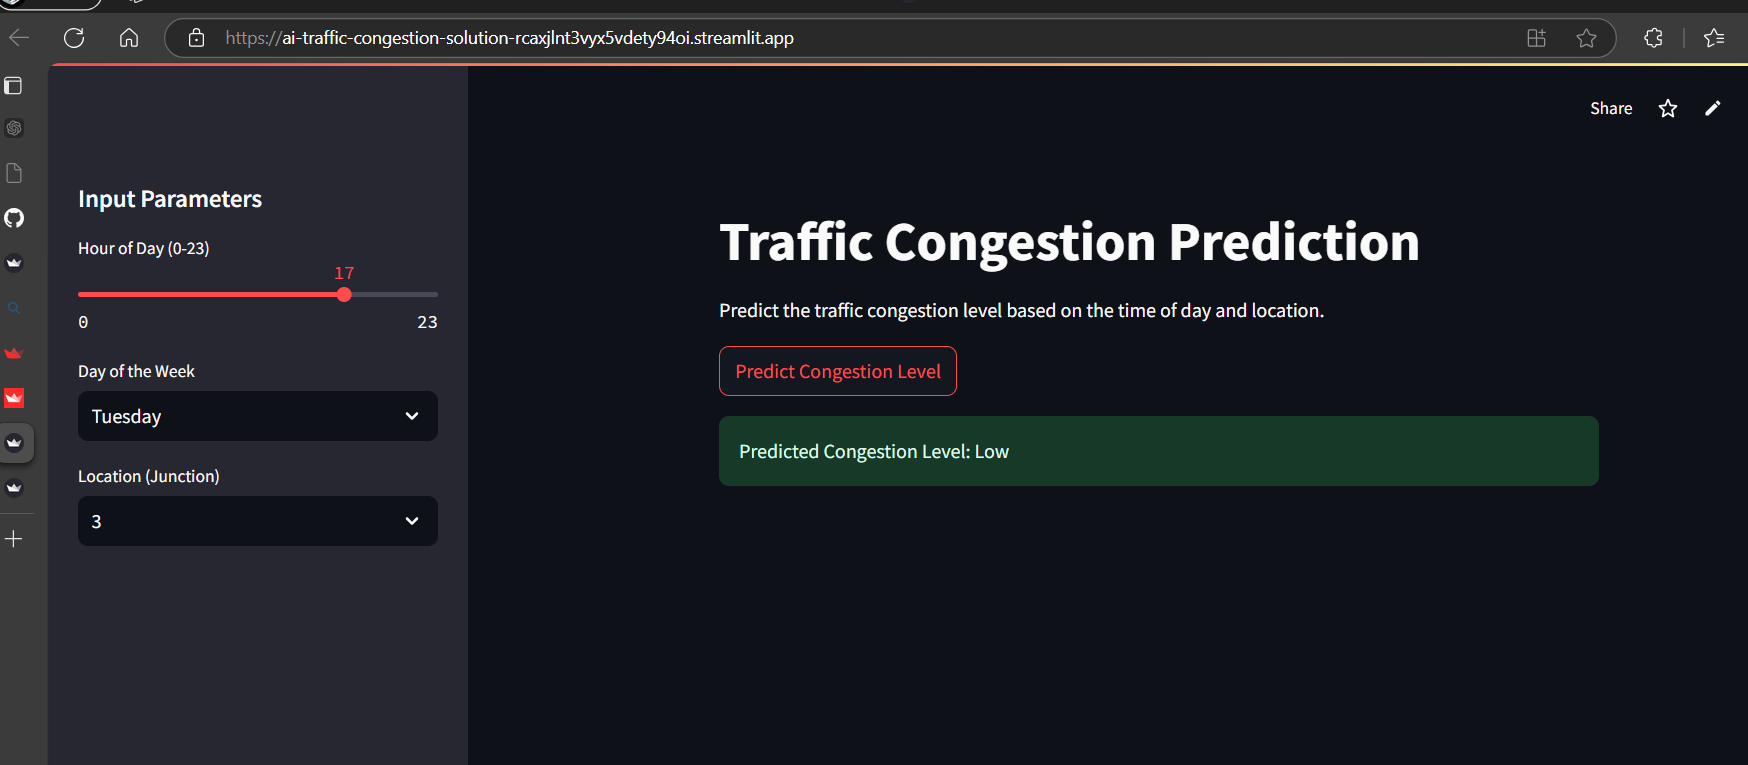 https://ai-traffic-congestion-solution-rcaxjlnt3vyx5vdety94oi.streamlit.app
Share
Input Parameters
Hour of Day (0-23)
17
0
23
Day of the Week
Tuesday
Location (Junction)
3
Traffic Congestion Prediction
Predict the traffic congestion level based on the time of day and location.
Predict Congestion Level
Predicted Congestion Level: Low